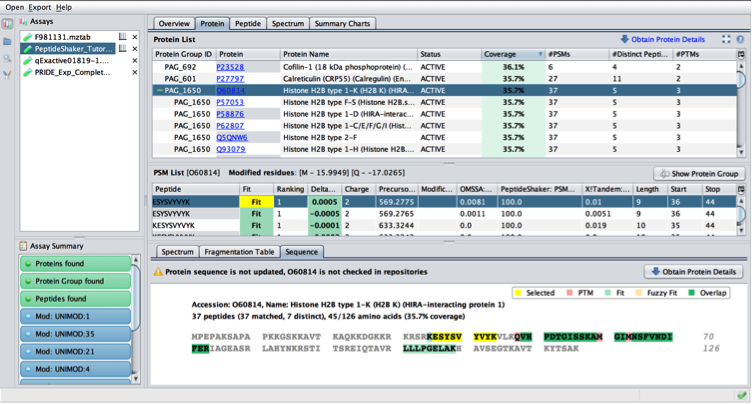 Open Export Help
Assays
F981131.mztab
PeptideShaker_Tutor...
qExactive01819-1...
PRIDE_Exp_Complet...
Assay Summary
Proteins found
Protein Group found
Peptides found
Mod: UNIMOD:1
Mod: UNIMOD:35
Mod: UNIMOD:21
Mod: UNIMOD:4
Overview Protein Peptide Spectrum Summary Charts
Protein List Obtain Protein Details
Protein Group ID Protein Protein Name Status Coverage #PSMs #Distinct Pepti... #PTMs
PAG_692 P23528 Cofilin-1 (18 kDa phosphoprotein) (... ACTIVE 36.1% 6 4 2
PAG_601 P27797 Calreticulin (CRP55) (Calregulin) (En... ACTIVE 35.7% 27 11 2
PAG_1650 O60814 Histone H2B type 1-K (H2B K) (HIRA-... ACTIVE 35.7% 37 5 3
PAG_1650 P57053 Histone H2B type F-S (Histone H2B.s... ACTIVE 35.7% 37 5 3
PAG_1650 P58876 Histone H2B type 1-D (HIRA-interac... ACTIVE 35.7% 37 5 3
PAG_1650 P62807 Histone H2B type 1-C/E/F/G/I (Hist... ACTIVE 35.7% 37 5 3
PAG_1650 Q5QNW6 Histone H2B type 2-F ACTIVE 35.7% 37 5 3
PAG_1650 Q93079 Histone H2B type 1-H (Histone H2B... ACTIVE 35.7% 37 5 3
PSM List [O60814] Modified residues: [M - 15.9949] [Q - -17.0265] Show Protein Group
Peptide Fit Ranking Delta... Charge Precurso... Modific... OMSSA:... PeptideShaker: PSM... X!Tandem:... Length Start Stop
ESYSVYVYK Fit 1 0.0005 2 569.2775 0.0081 100.0 0.01 9 36 44
ESYSVYVYK Fit 1 -0.0005 2 569.2765 0.0011 100.0 0.0051 9 36 44
KESYSVYVYK Fit 1 -0.0001 2 633.3244 0.0 100.0 0.0 10 35 44
Spectrum Fragmentation Table Sequence
Protein sequence is not updated, O60814 is not checked in repositories Obtain Protein Details
Selected PTM Fit Fuzzy Fit Overlap
Accession: O60814, Name: Histone H2B type 1-K (H2B K) (HIRA-interacting protein 1)
37 peptides (37 matched, 7 distinct), 45/126 amino acids (35.7% coverage)
MPEPAKSAPA PKKGSKKAVT KAQKKDGKKR KRSRKESYSV YVYKVLKQVH PDTGISSKAM GIMNSFVNDI 70
FERIAGEASR LAHYNKRSTI TSREIQTAVR LLLPGELAKH AVSEGTKAVT KYTSAK 126